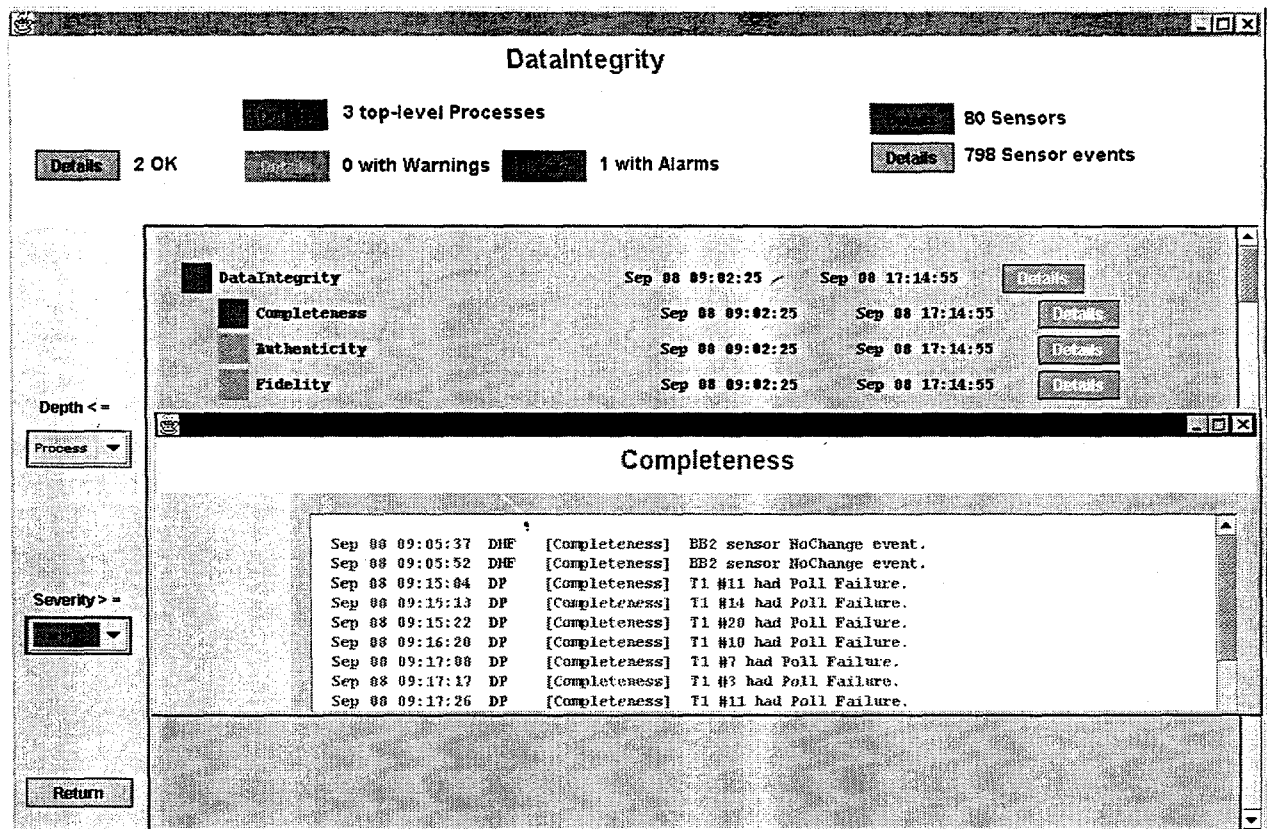 DataIntegrity
3 top-level Processes
80 Sensors
Details 2 OK
0 with Warnings
1 with Alarms
Details 798 Sensor events
DataIntegrity Sep 08 09:02:25 Sep 08 17:14:55 Details
Completeness Sep 08 09:02:25 Sep 08 17:14:55 Details
Authenticity Sep 08 09:02:25 Sep 08 17:14:55 Details
Fidelity Sep 08 09:02:25 Sep 08 17:14:55 Details
Depth < =
Process
Completeness
Sep 08 09:05:37 DHF [Completeness] BB2 sensor NoChange event.
Sep 08 09:05:52 DHF [Completeness] BB2 sensor NoChange event.
Sep 08 09:15:04 DP [Completeness] T1 #11 had Poll Failure.
Sep 08 09:15:13 DP [Completeness] T1 #14 had Poll Failure.
Sep 08 09:15:22 DP [Completeness] T1 #20 had Poll Failure.
Sep 08 09:16:20 DP [Completeness] T1 #10 had Poll Failure.
Sep 08 09:17:08 DP [Completeness] T1 #7 had Poll Failure.
Sep 08 09:17:17 DP [Completeness] T1 #3 had Poll Failure.
Sep 08 09:17:26 DP [Completeness] T1 #11 had Poll Failure.
Severity > =
Return